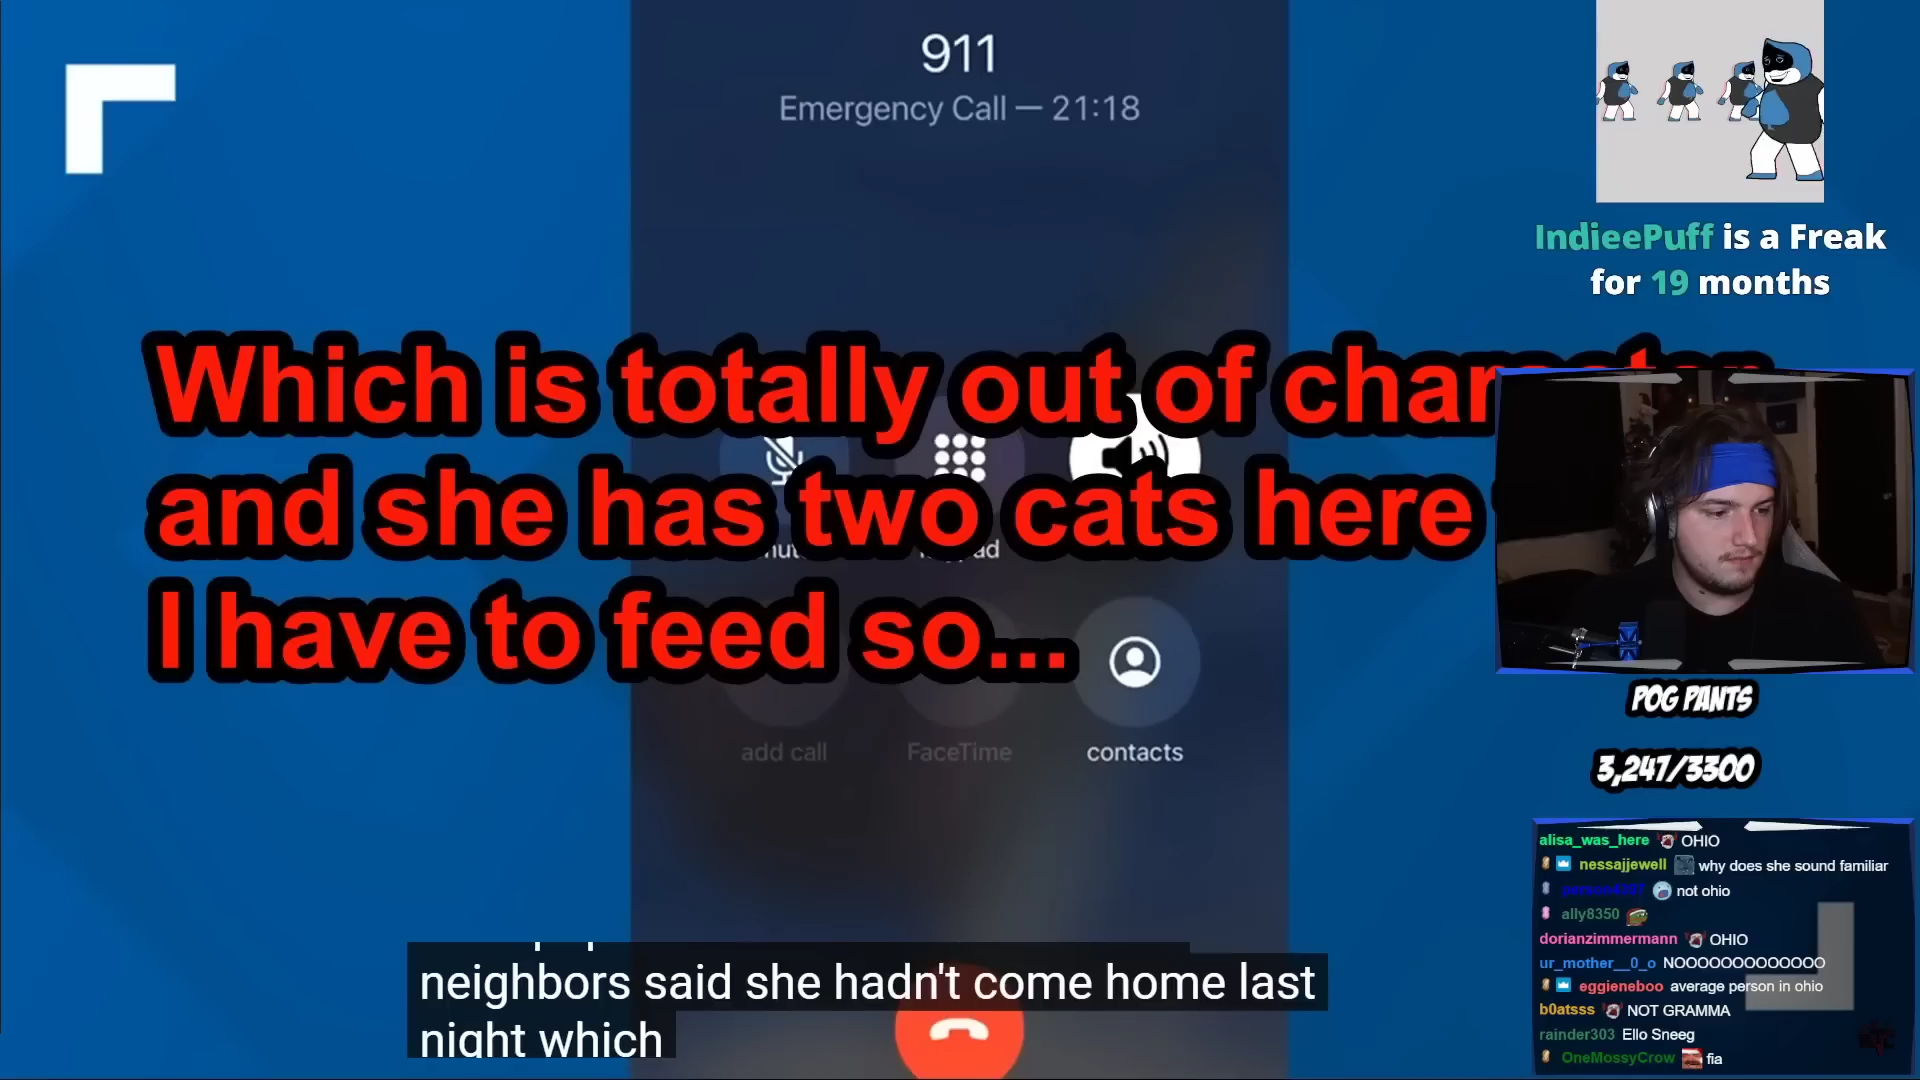 911
Emergency Call — 21:18
IndieePuff is a Freak
for 19 months
Which is totally out of
and she has two cats here
I have to feed so...
add call
FaceTime
contacts
neighbors said she hadn't come home last
night which
POG PANTS
3,247/3300
alisa_was_here OHIO
nessajjewell why does she sound familiar
person4307 not ohio
ally8350
dorianzimmermann OHIO
ur_mother__0_o NOOOOOOOOOOOOO
eggieneboo average person in ohio
b0atsss NOT GRAMMA
rainder303 Ello Sneeg
OneMossyCrow fia